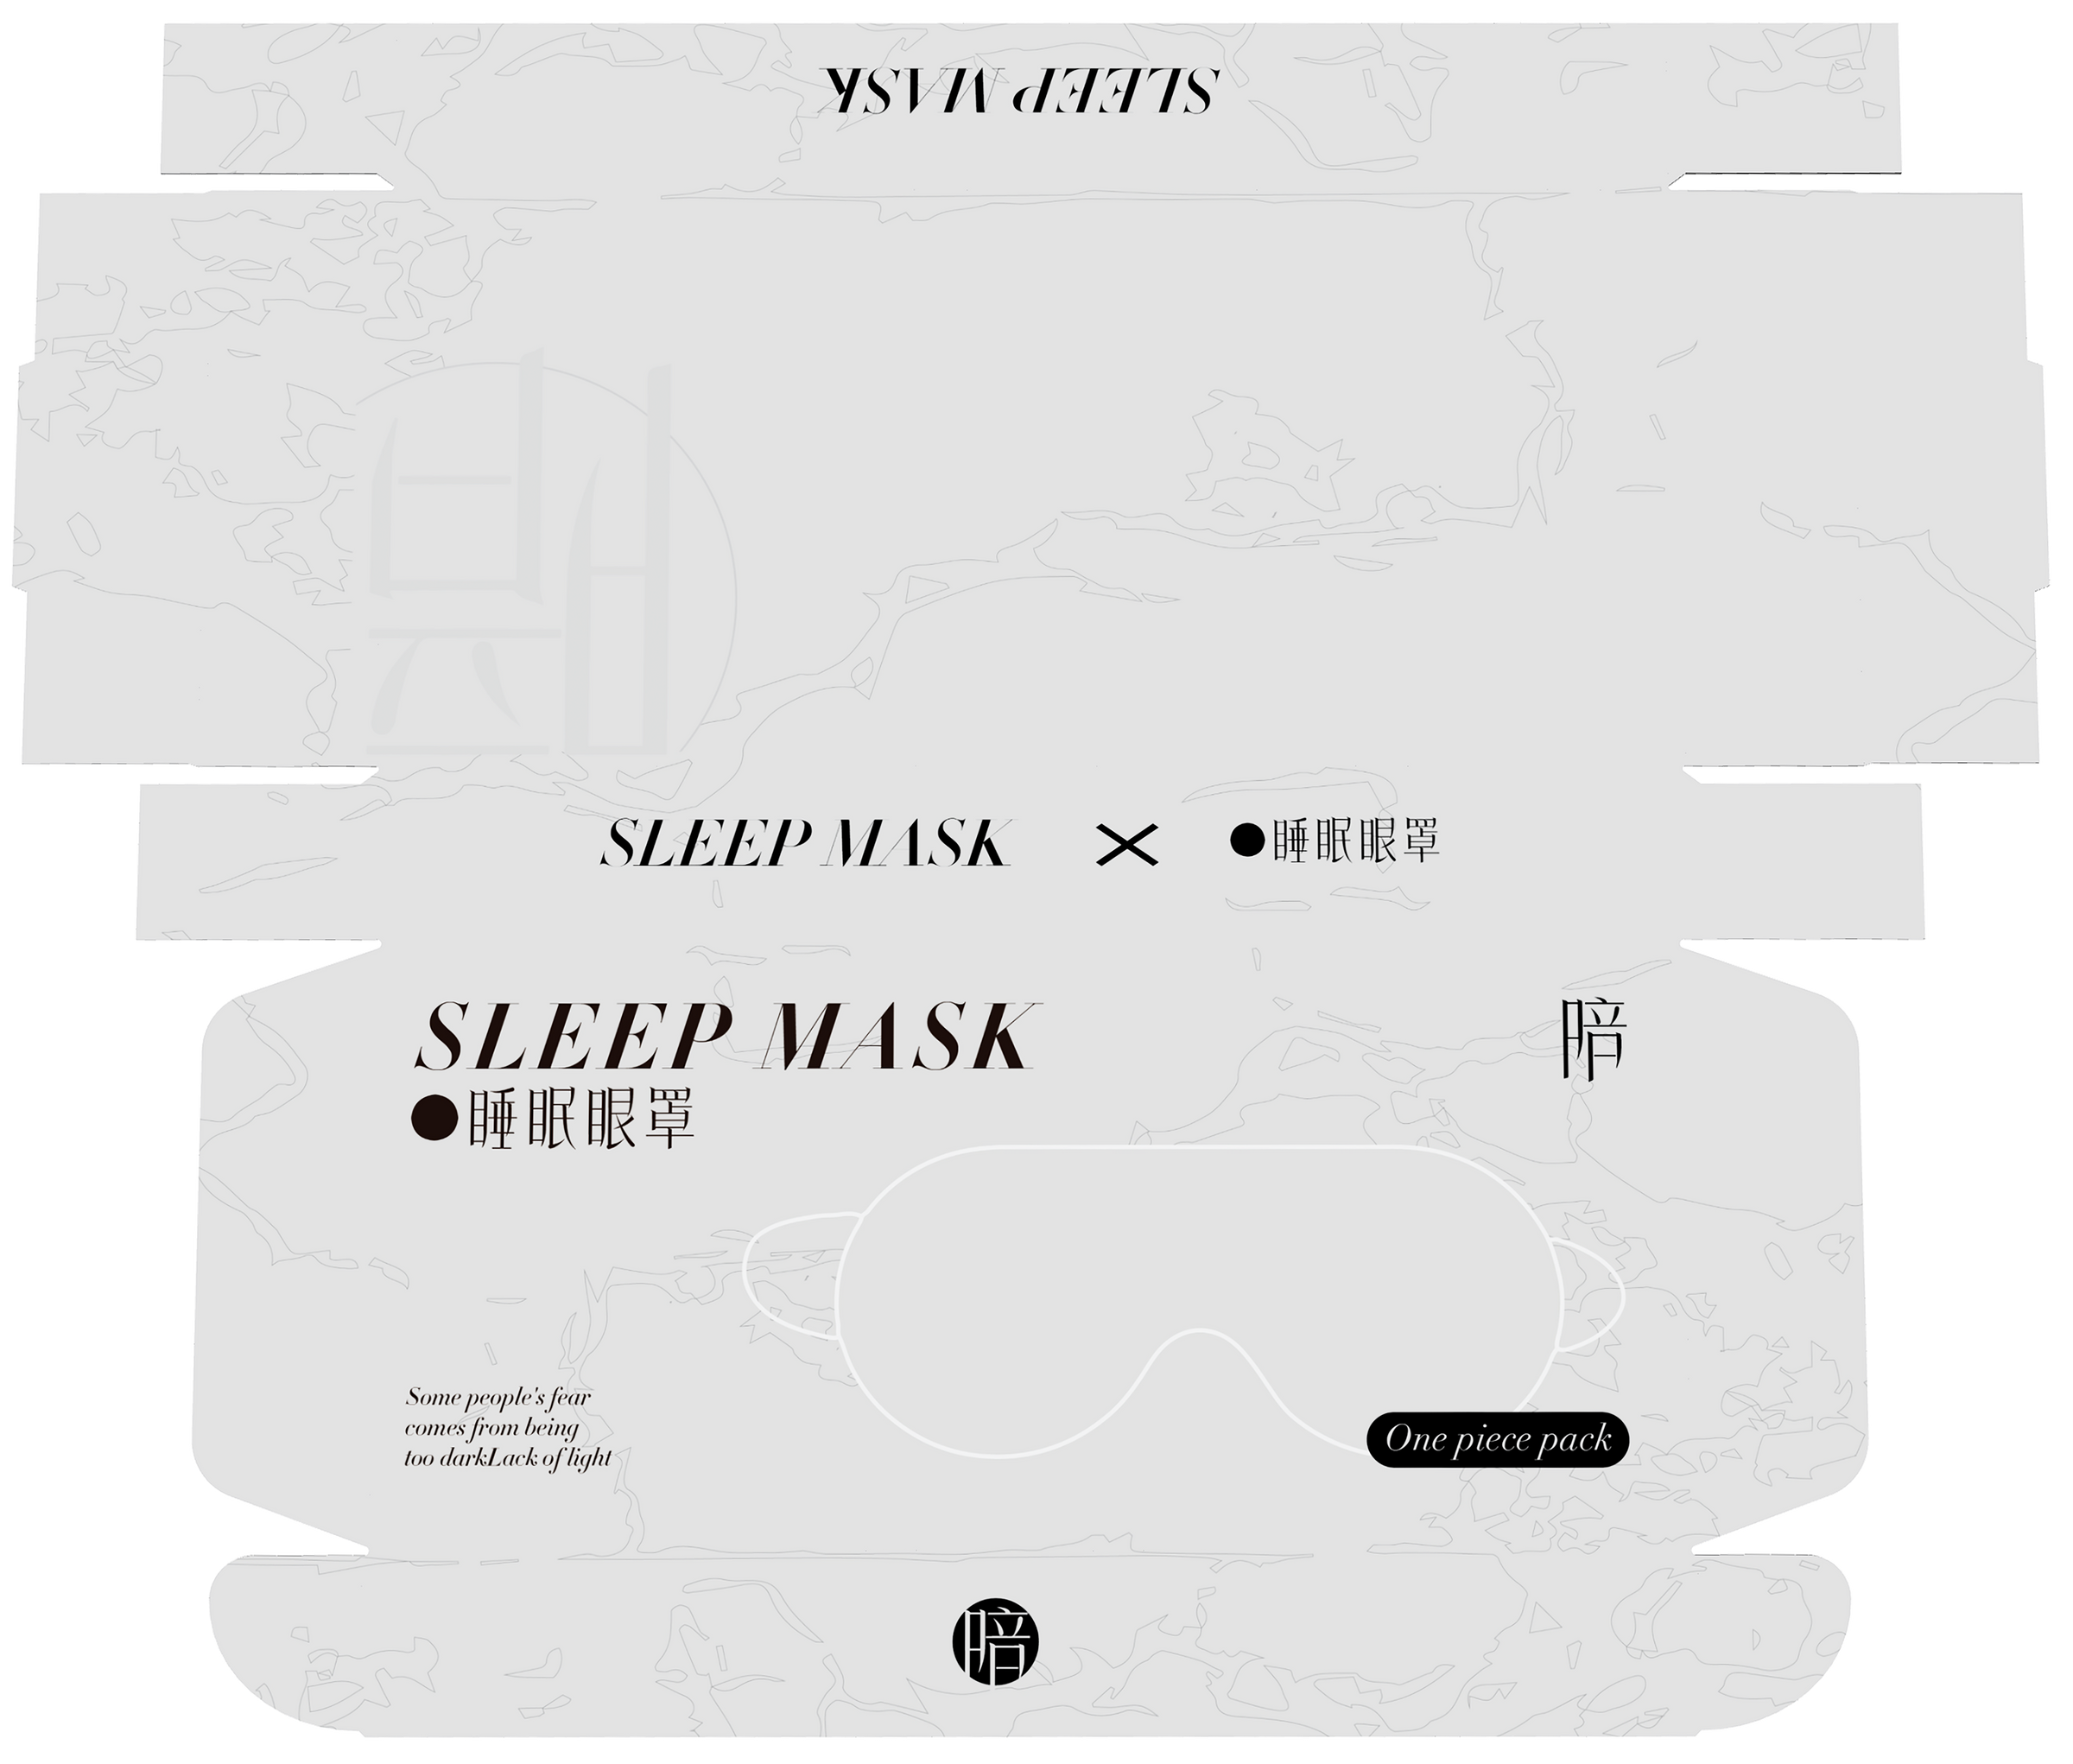 SLEEP MASK
暗
SLEEP MASK
●睡眠眼罩
SLEEP MASK
暗
●睡眠眼罩
Some people's fear
comes from being
too darkLack of light
One piece pack
暗